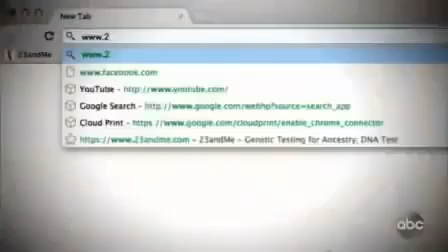 New Tab
www.2
23andMe
www.2
www.facebook.com
YouTube - http://www.youtube.com/
Google Search - http://www.google.com/webhp?source=search_app
Cloud Print - https://www.google.com/cloudprint/enable_chrome_connector
https://www.23andme.com - 23andMe - Genetic Testing for Ancestry, DNA Test
abc